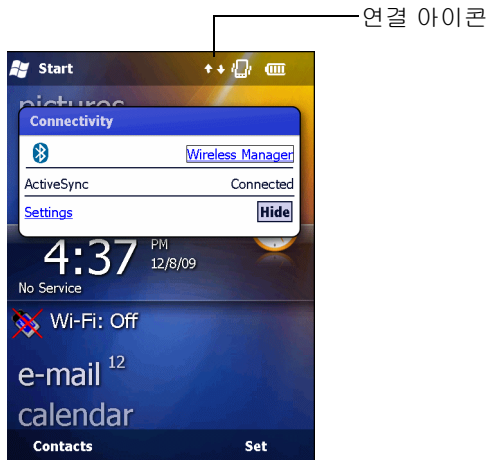 연결 아이콘
Start
pictures
Connectivity
Wireless Manager
ActiveSync Connected
Settings Hide
4:37 PM
12/8/09
No Service
Wi-Fi: Off
e-mail 12
calendar
Contacts Set